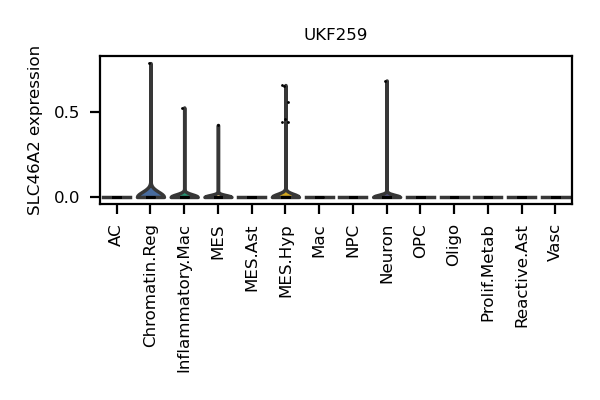 UKF259
SLC46A2 expression
0.5
0.0
AC
Chromatin.Reg
Inflammatory.Mac
MES
MES.Ast
MES.Hyp
Mac
NPC
Neuron
OPC
Oligo
Prolif.Metab
Reactive.Ast
Vasc